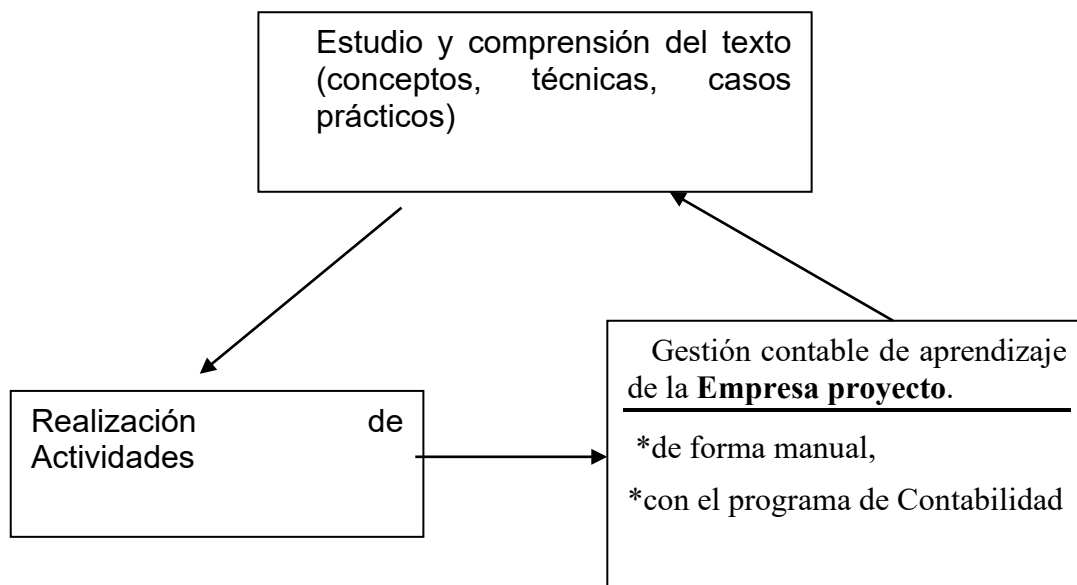 Estudio y comprensión del texto
(conceptos, técnicas, casos
prácticos)
Realización de
Actividades
Gestión contable de aprendizaje
de la Empresa proyecto.
*de forma manual,
*con el programa de Contabilidad